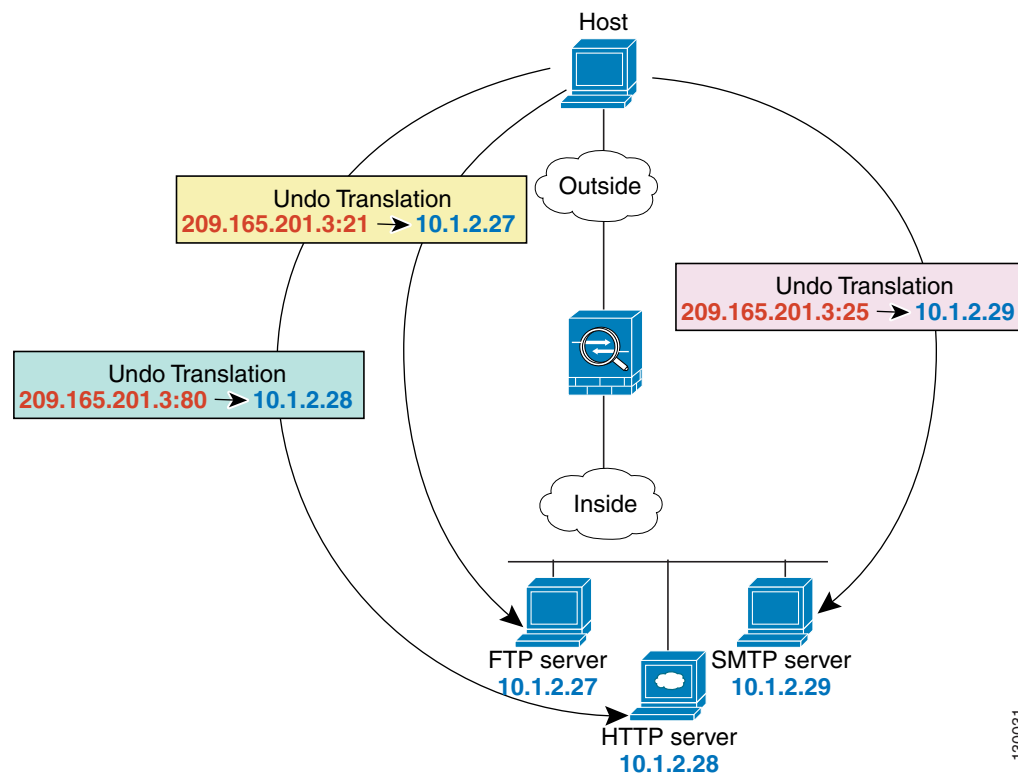 Host
Outside
Undo Translation
209.165.201.3:21 → 10.1.2.27
Undo Translation
209.165.201.3:25 → 10.1.2.29
Undo Translation
209.165.201.3:80 → 10.1.2.28
Inside
FTP server
10.1.2.27
SMTP server
10.1.2.29
HTTP server
10.1.2.28
130031